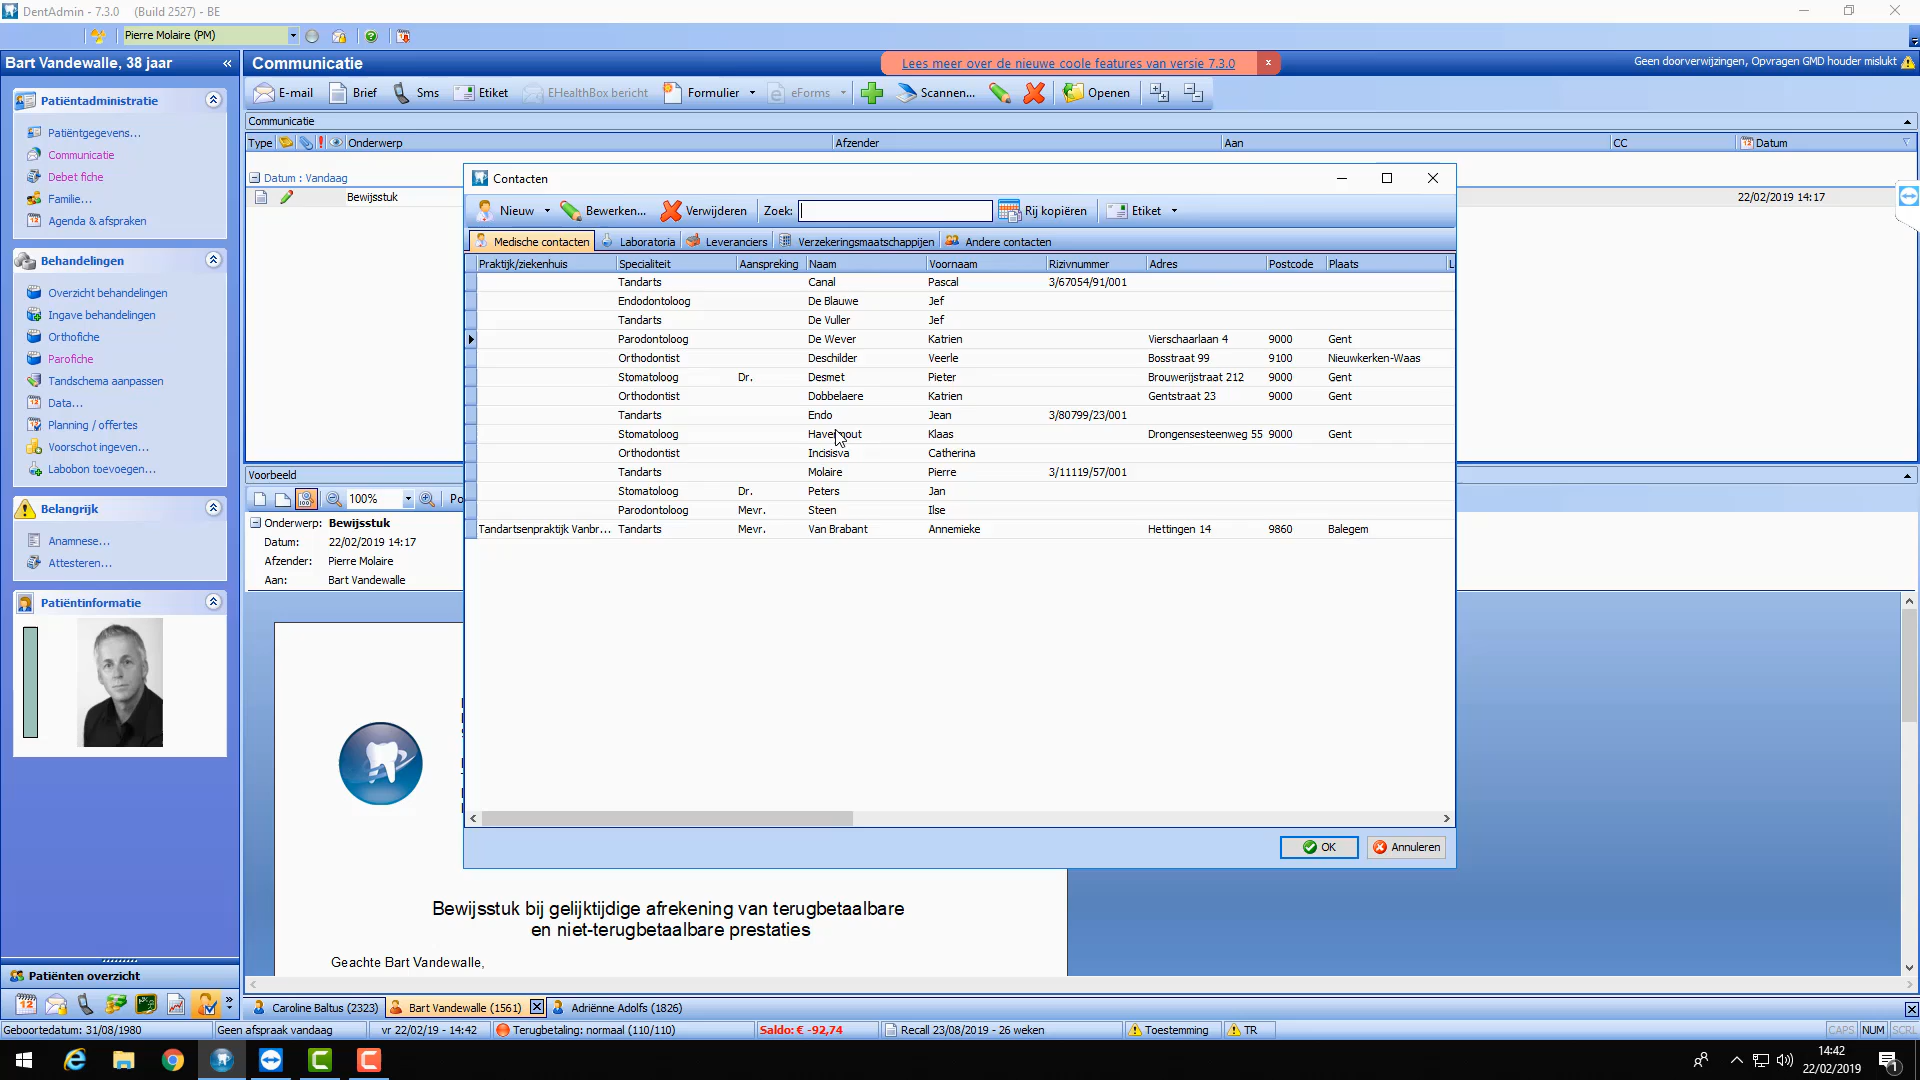 DentAdmin - 7.3.0 (Build 2527) - BE
Pierre Molaire (PM)
Bart Vandewalle, 38 jaar «
Communicatie
Lees meer over de nieuwe coole features van versie 7.3.0 x
Geen doorverwijzingen, Opvragen GMD houder mislukt
E-mail Brief Sms Etiket EHealthBox bericht Formulier eForms Scannen... Openen
Patiëntadministratie
Patiëntgegevens...
Communicatie
Debet fiche
Familie...
Agenda & afspraken
Behandelingen
Overzicht behandelingen
Ingave behandelingen
Orthofiche
Parofiche
Tandschema aanpassen
Data...
Planning / offertes
Voorschot ingeven...
Labobon toevoegen...
Belangrijk
Anamnese...
Attesteren...
Patiëntinformatie
Patiënten overzicht
Communicatie
Type Onderwerp Afzender Aan CC Datum
Datum : Vandaag
Bewijsstuk 22/02/2019 14:17
Contacten
Nieuw Bewerken... Verwijderen Zoek: Rij kopiëren Etiket
Medische contacten Laboratoria Leveranciers Verzekeringsmaatschappijen Andere contacten
Praktijk/ziekenhuis Specialiteit Aanspreking Naam Voornaam Rizivnummer Adres Postcode Plaats L
Tandarts Canal Pascal 3/67054/91/001
Endodontoloog De Blauwe Jef
Tandarts De Vuller Jef
Parodontoloog De Wever Katrien Vierschaarlaan 4 9000 Gent
Orthodontist Deschilder Veerle Bosstraat 99 9100 Nieuwkerken-Waas
Stomatoloog Dr. Desmet Pieter Brouwerijstraat 212 9000 Gent
Orthodontist Dobbelaere Katrien Gentstraat 23 9000 Gent
Tandarts Endo Jean 3/80799/23/001
Stomatoloog Klaas Drongensesteenweg 55 9000 Gent
Orthodontist Incisisva Catherina
Tandarts Molaire Pierre 3/11119/57/001
Stomatoloog Dr. Peters Jan
Parodontoloog Mevr. Steen Ilse
Tandartsenpraktijk Vanbr... Tandarts Mevr. Van Brabant Annemieke Hettingen 14 9860 Balegem
OK Annuleren
Voorbeeld
100% Po
Onderwerp: Bewijsstuk
Datum: 22/02/2019 14:17
Afzender: Pierre Molaire
Aan: Bart Vandewalle
Bewijsstuk bij gelijktijdige afrekening van terugbetaalbare
en niet-terugbetaalbare prestaties
Geachte Bart Vandewalle,
Caroline Baltus (2323) Bart Vandewalle (1561) Adriënne Adolfs (1826)
Geboortedatum: 31/08/1980 Geen afspraak vandaag vr 22/02/19 - 14:42 Terugbetaling: normaal (110/110) Saldo: € -92,74 Recall 23/08/2019 - 26 weken Toestemming TR CAPS NUM SCRL
14:42
22/02/2019
1